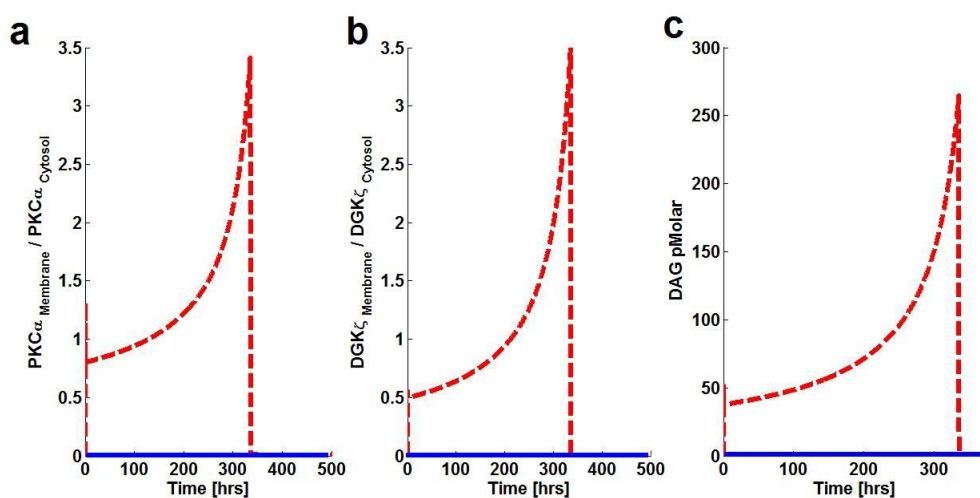 a
3.5
3
2.5
2
1.5
1
0.5
0
0 100 200 300 400 500
Time [hrs]
PKCα Membrane / PKCα Cytosol
b
3.5
3
2.5
2
1.5
1
0.5
0
0 100 200 300 400 500
Time [hrs]
DGKζ Membrane / DGKζ Cytosol
c
300
250
200
150
100
50
0
0 100 200 300
Time [hrs]
DAG pMolar